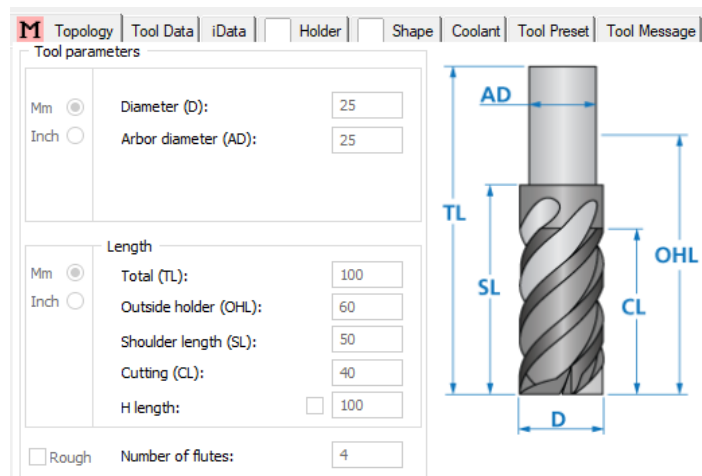 M Topology Tool Data iData Holder Shape Coolant Tool Preset Tool Message
Tool parameters
Mm
Inch
Diameter (D): 25
Arbor diameter (AD): 25
Length
Mm
Inch
Total (TL): 100
Outside holder (OHL): 60
Shoulder length (SL): 50
Cutting (CL): 40
H length: 100
Rough Number of flutes: 4
AD
TL
OHL
SL
CL
D